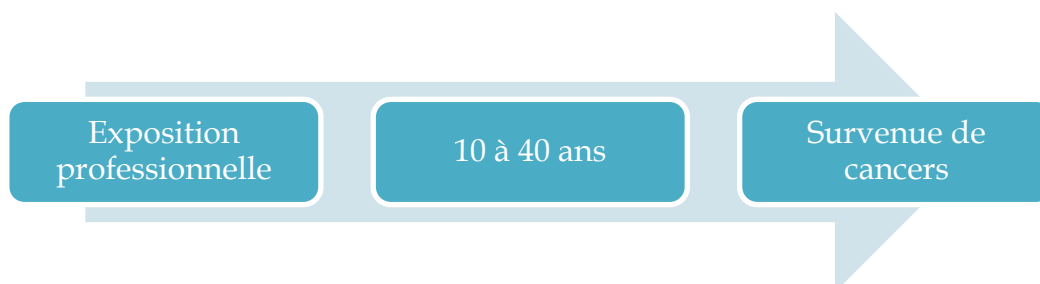 Exposition
professionnelle
10 à 40 ans
Survenue de
cancers